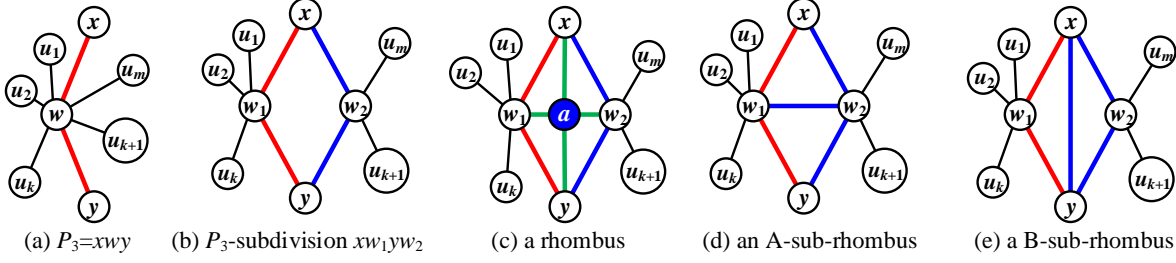 x
u₁
u₂
w
uₘ
uₖ₊₁
uₖ
y
(a) P₃=xwy
x
u₁
u₂
w₁
w₂
uₘ
uₖ
uₖ₊₁
y
(b) P₃-subdivision xw₁yw₂
x
u₁
u₂
w₁
a
w₂
uₘ
uₖ
uₖ₊₁
y
(c) a rhombus
x
u₁
u₂
w₁
w₂
uₘ
uₖ
uₖ₊₁
y
(d) an A-sub-rhombus
x
u₁
u₂
w₁
w₂
uₘ
uₖ
uₖ₊₁
y
(e) a B-sub-rhombus